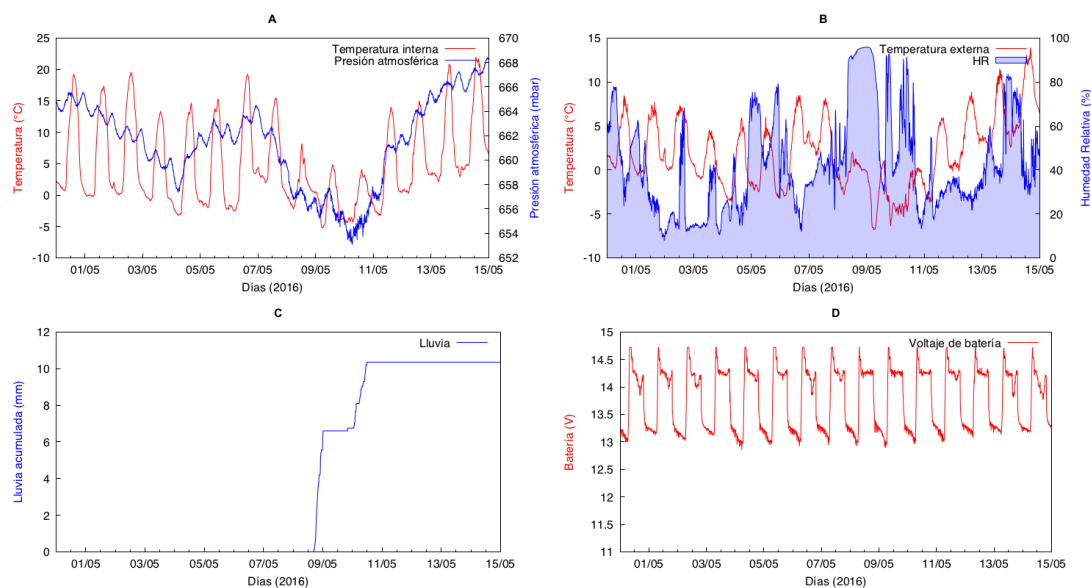 A
Temperatura interna
Presión atmosférica
25
20
15
10
5
0
-5
-10
670
668
666
664
662
660
658
656
654
652
Temperatura (°C)
Presión atmosférica (mbar)
01/05 03/05 05/05 07/05 09/05 11/05 13/05 15/05
Días (2016)
B
Temperatura externa
HR
15
10
5
0
-5
-10
100
80
60
40
20
0
Temperatura (°C)
Humedad Relativa (%)
01/05 03/05 05/05 07/05 09/05 11/05 13/05 15/05
Días (2016)
C
Lluvia
12
10
8
6
4
2
0
Lluvia acumulada (mm)
01/05 03/05 05/05 07/05 09/05 11/05 13/05 15/05
Días (2016)
D
Voltaje de batería
15
14.5
14
13.5
13
12.5
12
11.5
11
Batería (V)
01/05 03/05 05/05 07/05 09/05 11/05 13/05 15/05
Días (2016)